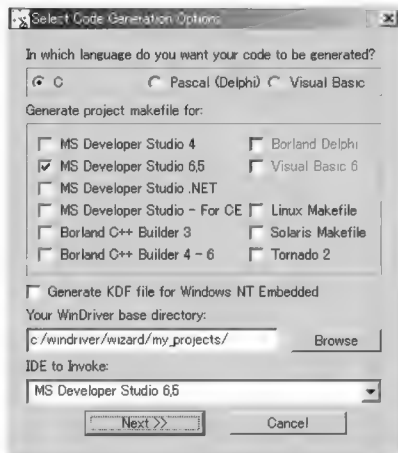 Select Code Generation Options
In which language do you want your code to be generated?
C Pascal (Delphi) Visual Basic
Generate project makefile for:
MS Developer Studio 4 Borland Delphi
MS Developer Studio 6,5 Visual Basic 6
MS Developer Studio .NET
MS Developer Studio - For CE Linux Makefile
Borland C++ Builder 3 Solaris Makefile
Borland C++ Builder 4 - 6 Tornado 2
Generate KDF file for Windows NT Embedded
Your WinDriver base directory:
c:/windriver/wizard/my_projects/ Browse
IDE to Invoke:
MS Developer Studio 6,5
Next >> Cancel